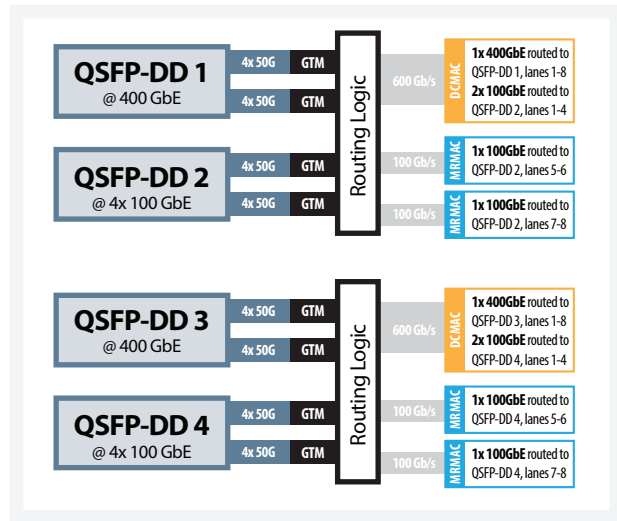 QSFP-DD 1
@ 400 GbE
4x 50G GTM
4x 50G GTM
QSFP-DD 2
@ 4x 100 GbE
4x 50G GTM
4x 50G GTM
Routing Logic
600 Gb/s
100 Gb/s
100 Gb/s
DCMAC
1x 400GbE routed to
QSFP-DD 1, lanes 1-8
2x 100GbE routed to
QSFP-DD 2, lanes 1-4
MRMAC
1x 100GbE routed to
QSFP-DD 2, lanes 5-6
MRMAC
1x 100GbE routed to
QSFP-DD 2, lanes 7-8
QSFP-DD 3
@ 400 GbE
4x 50G GTM
4x 50G GTM
QSFP-DD 4
@ 4x 100 GbE
4x 50G GTM
4x 50G GTM
Routing Logic
600 Gb/s
100 Gb/s
100 Gb/s
DCMAC
1x 400GbE routed to
QSFP-DD 3, lanes 1-8
2x 100GbE routed to
QSFP-DD 4, lanes 1-4
MRMAC
1x 100GbE routed to
QSFP-DD 4, lanes 5-6
MRMAC
1x 100GbE routed to
QSFP-DD 4, lanes 7-8